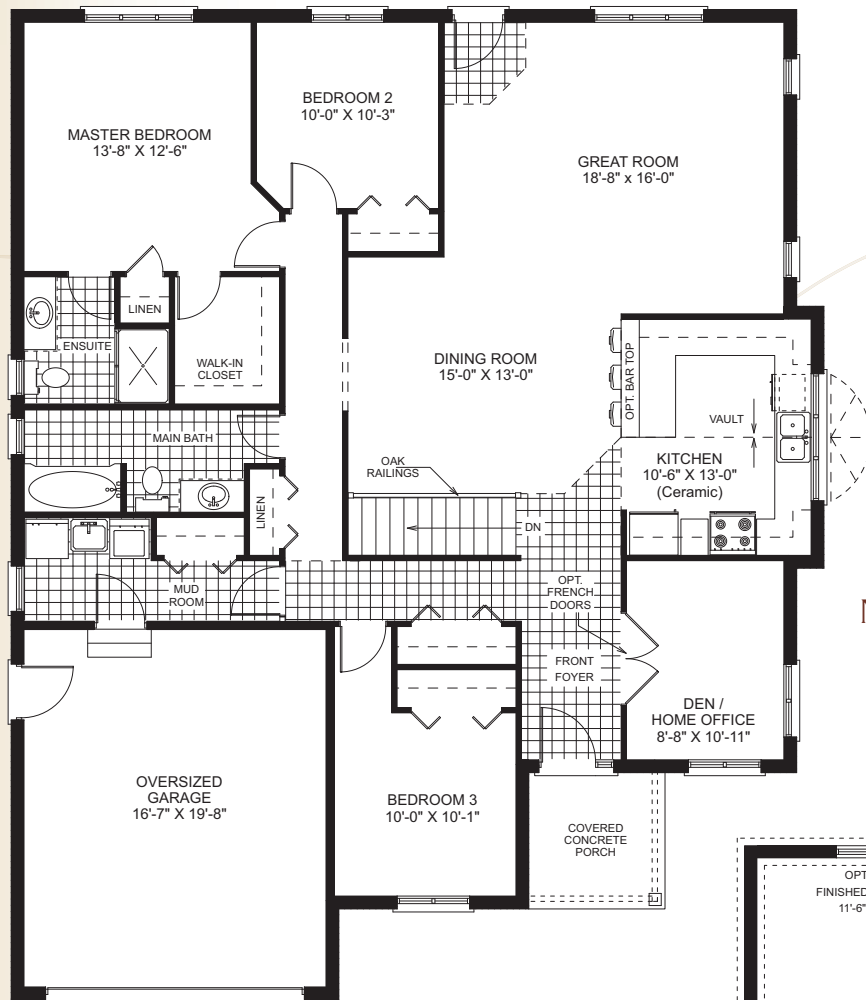 BEDROOM 2
10'-0" X 10'-3"
MASTER BEDROOM
13'-8" X 12'-6"
GREAT ROOM
18'-8" x 16'-0"
LINEN
ENSUITE
WALK-IN
CLOSET
DINING ROOM
15'-0" X 13'-0"
OPT. BAR TOP
VAULT
KITCHEN
10'-6" X 13'-0"
(Ceramic)
MAIN BATH
OAK
RAILINGS
LINEN
DN
MUD
ROOM
OPT.
FRENCH
DOORS
FRONT
FOYER
DEN /
HOME OFFICE
8'-8" X 10'-11"
OVERSIZED
GARAGE
16'-7" X 19'-8"
BEDROOM 3
10'-0" X 10'-1"
COVERED
CONCRETE
PORCH
OPT
FINISHED
11'-6"